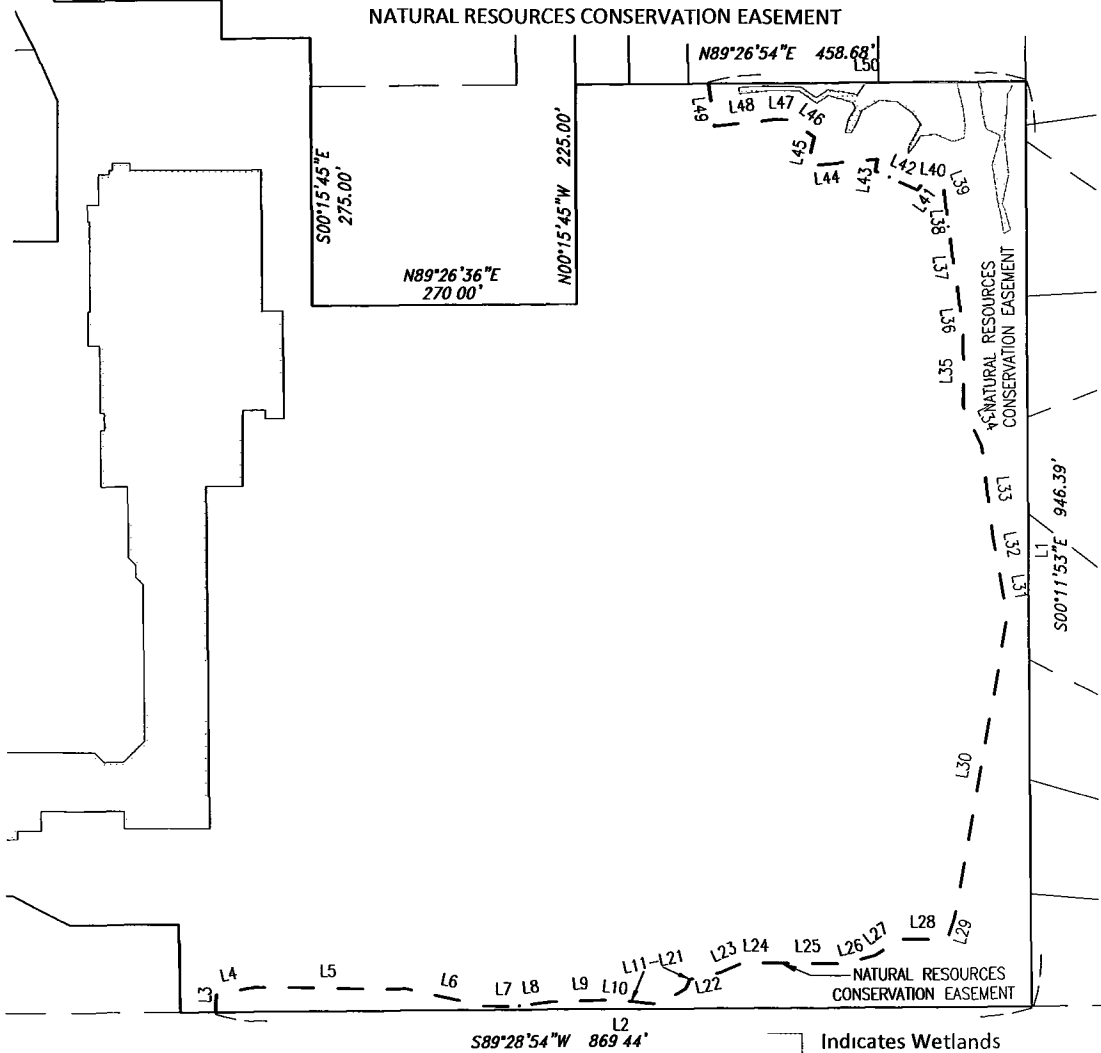 NATURAL RESOURCES CONSERVATION EASEMENT
N89°26'54"E 458.68'
L50
L49
L48
L47
L46
L45
L44
L43
L42
L40
L41
L39
L38
L37
L36
L35
L34
NATURAL RESOURCES
CONSERVATION EASEMENT
S00°15'45"E
275.00'
N00°15'45"W 225.00'
N89°26'36"E
270 00'
L33
L32
L31
L1
S00°11'53"E 946.39'
L30
L29
L28
L27
L26
L25
L24
L23
L22
L11-L21
L10
L9
L8
L7
L6
L5
L4
L3
NATURAL RESOURCES
CONSERVATION EASEMENT
L2
S89°28'54"W 869 44'
Indicates Wetlands